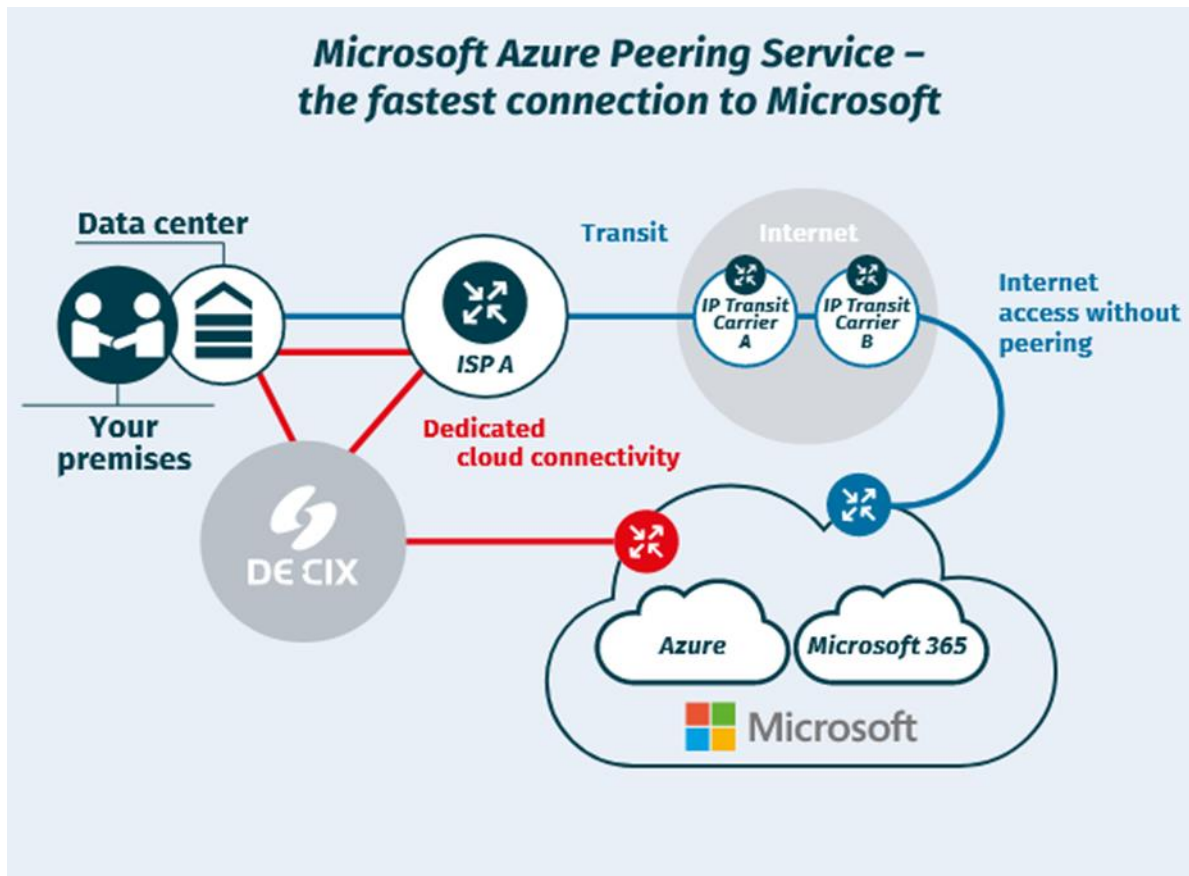 Microsoft Azure Peering Service –
the fastest connection to Microsoft
Data center
Your
premises
ISP A
Transit
Internet
IP Transit
Carrier
A
IP Transit
Carrier
B
Internet
access without
peering
Dedicated
cloud connectivity
DE CIX
Azure
Microsoft 365
Microsoft